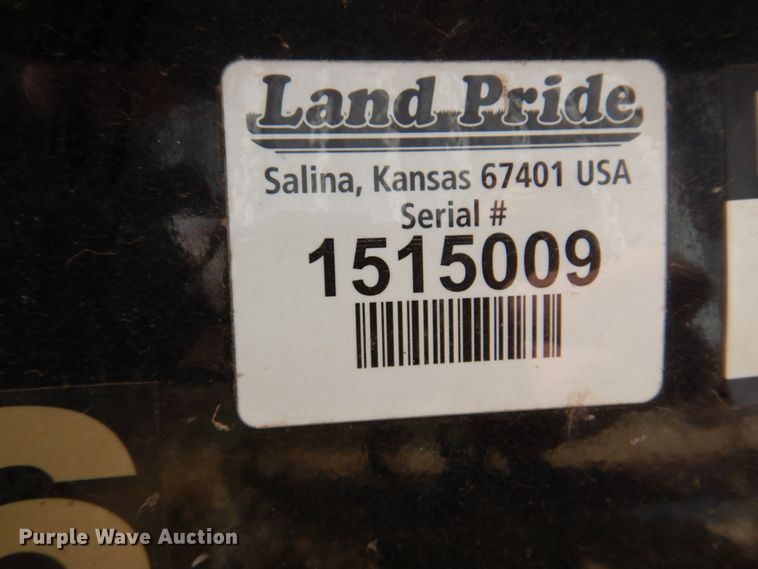 Land Pride
Salina, Kansas 67401 USA
Serial #
1515009
Purple Wave Auction